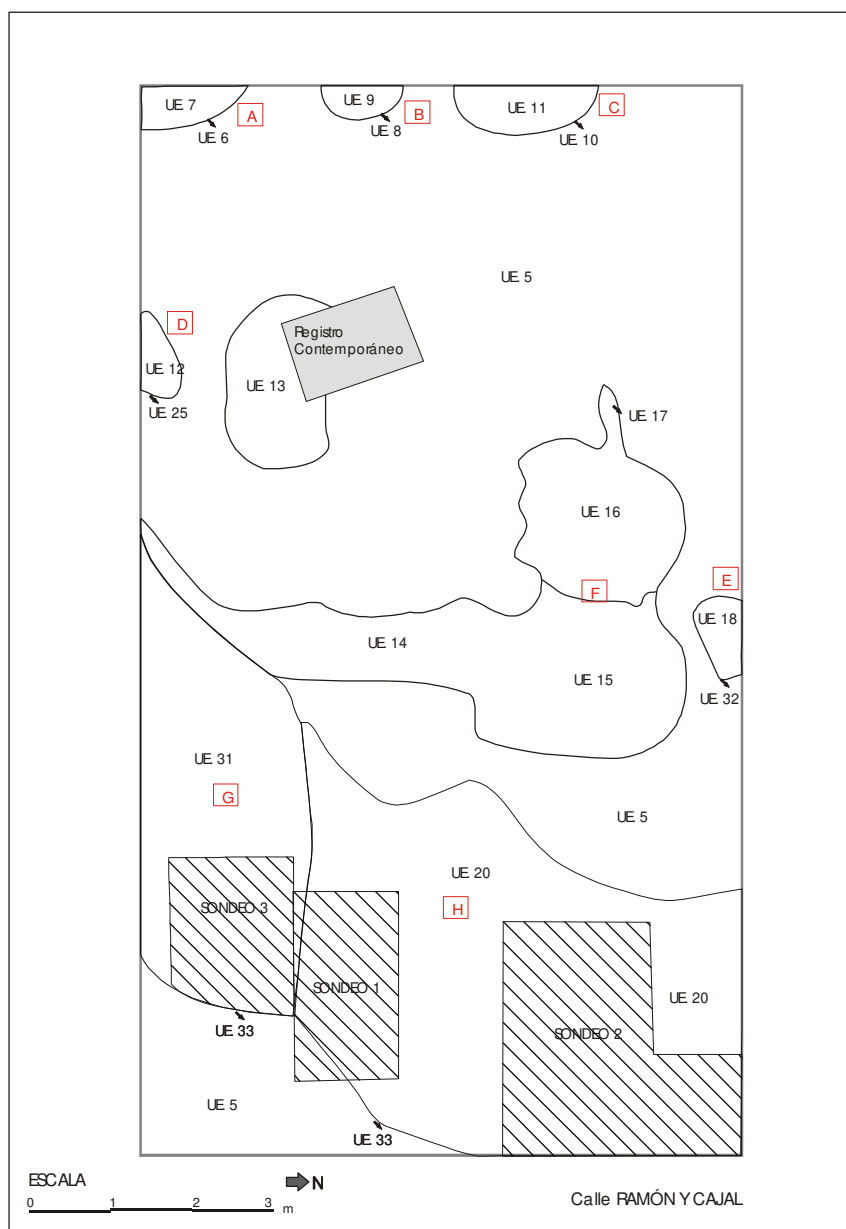 UE. 7
UE. 9
UE. 11
A
B
C
UE. 6
UE. 8
UE. 10
UE. 5
D
Registro
Contemporáneo
UE. 12
UE. 13
UE. 25
UE. 17
UE. 16
E
F
UE. 18
UE. 14
UE. 15
UE. 32
UE. 31
G
UE. 5
UE. 20
H
SONDEO 3
SONDEO 1
UE. 20
UE. 33
SONDEO 2
UE. 5
UE. 33
ESCALA
N
0 1 2 3 m
Calle RAMÓN Y CAJAL